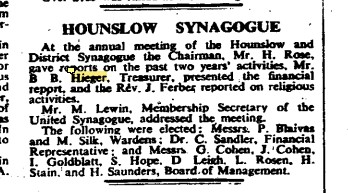 HOUNSLOW SYNAGOGUE
At the annual meeting of the Hounslow and
District Synagogue the Chairman, Mr. H. Rose,
gave reports on the past two years' activities, Mr.
B B. Hieger, Treasurer, presented the financial
report, and the Rev. J. Ferber reported on religious
activities.
Mr. M. Lewin, Membership Secretary of the
United Synagogue, addressed the meeting.
The following were elected: Messrs. P. Blaivas
and M. Silk, Wardens; Dr. C. Sandler, Financial
Representative; and Messrs G. Cohen, J. Cohen,
I. Goldblatt, S. Hope, D Leigh, L. Rosen, H.
Stain, and H. Saunders, Board of Management.